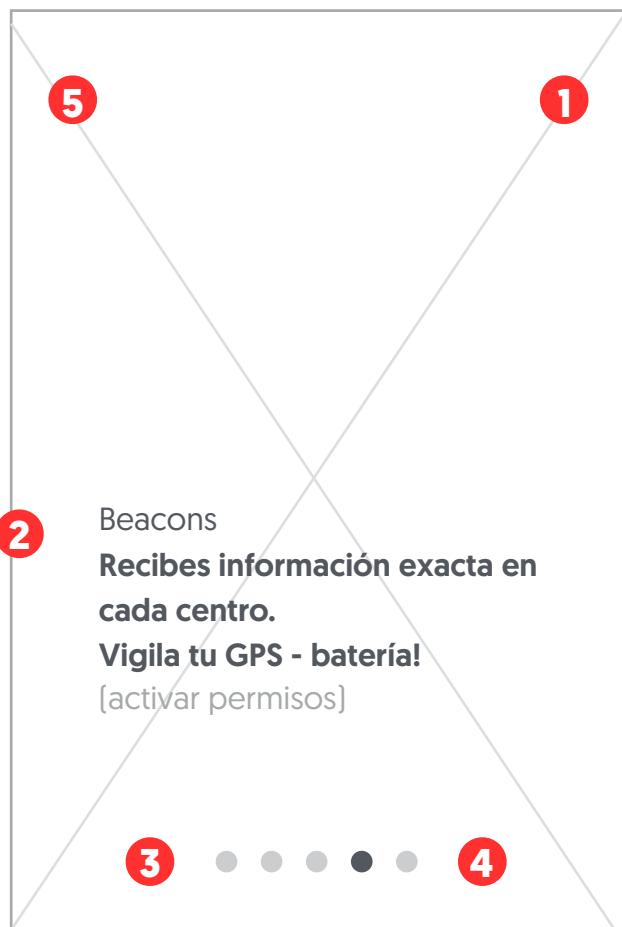 5
1
2
Beacons
Recibes información exacta en
cada centro.
Vigila tu GPS - batería!
(activar permisos)
3
4